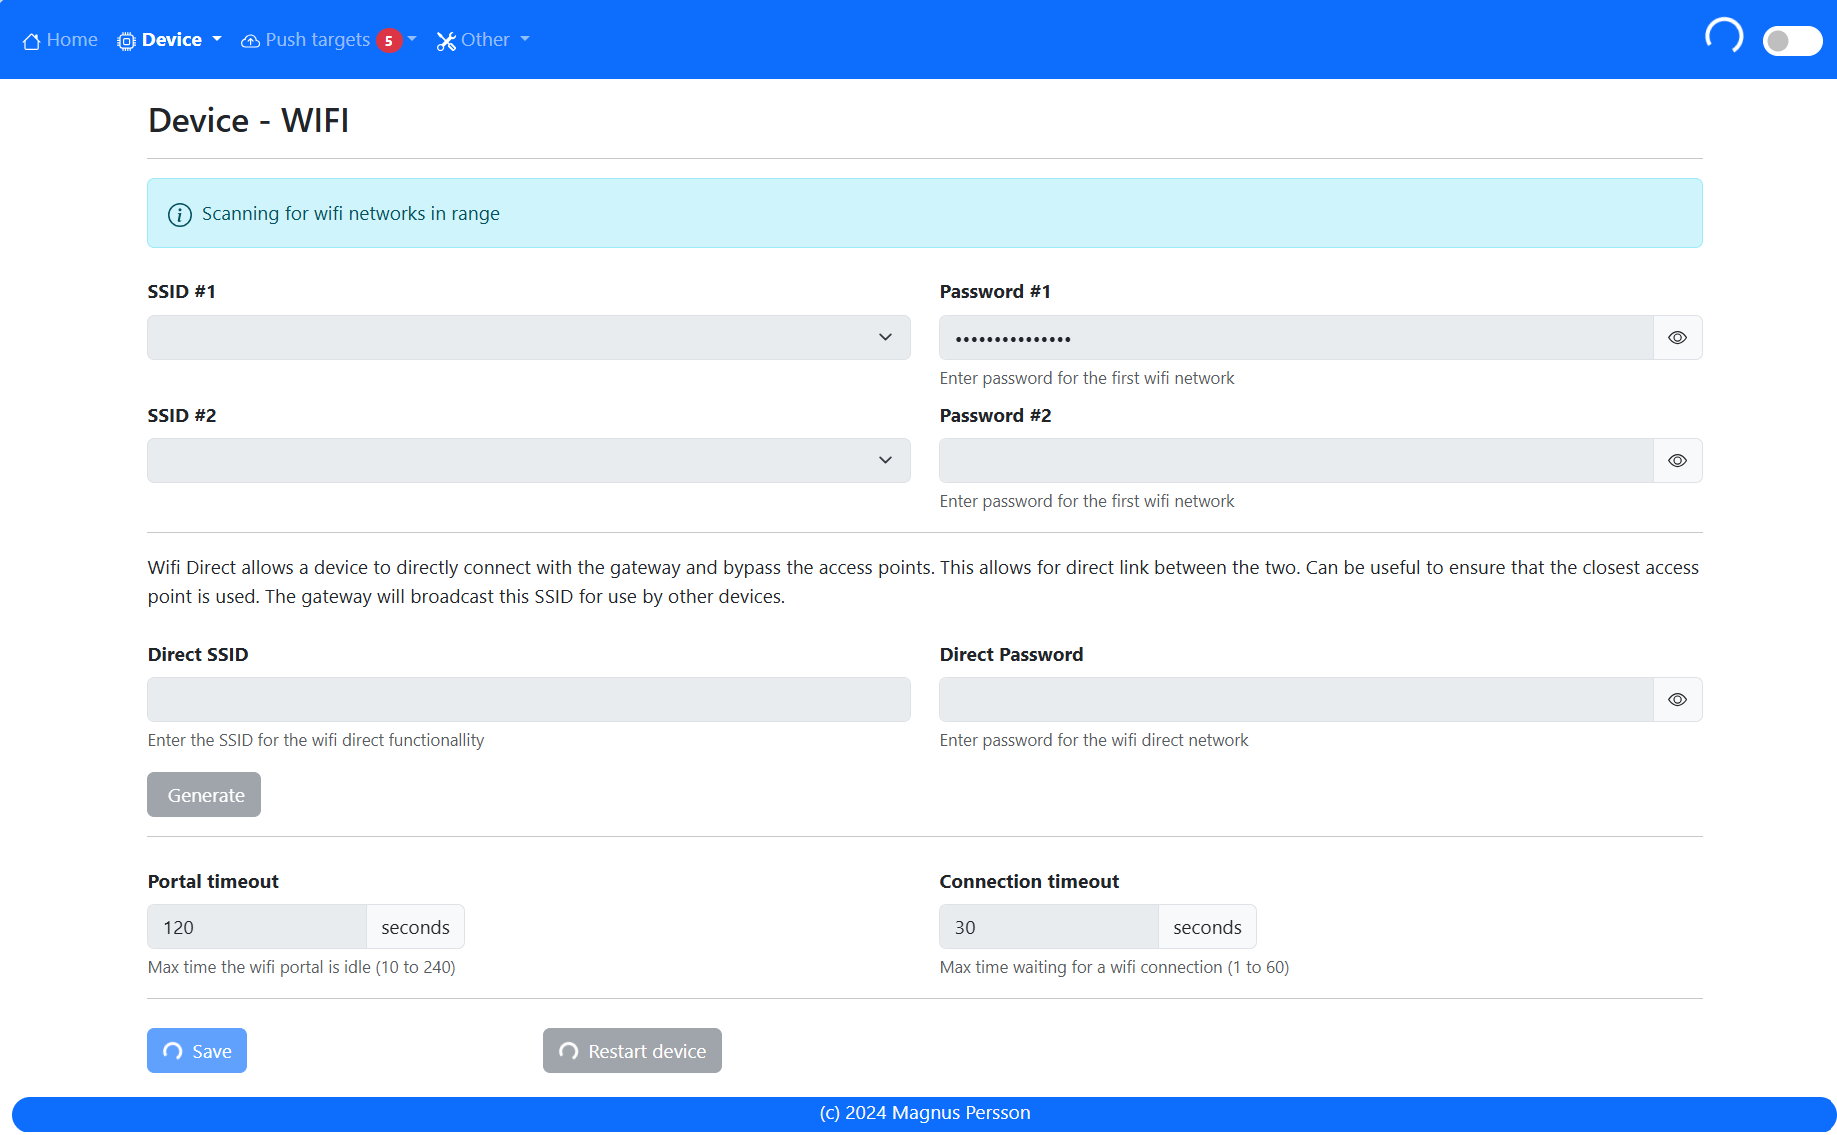 Home Device Push targets 5 Other
Device - WIFI
Scanning for wifi networks in range
SSID #1
Password #1
•••••••••••••••
Enter password for the first wifi network
SSID #2
Password #2
Enter password for the first wifi network
Wifi Direct allows a device to directly connect with the gateway and bypass the access points. This allows for direct link between the two. Can be useful to ensure that the closest access
point is used. The gateway will broadcast this SSID for use by other devices.
Direct SSID
Direct Password
Enter the SSID for the wifi direct functionallity
Enter password for the wifi direct network
Generate
Portal timeout
Connection timeout
120 seconds
30 seconds
Max time the wifi portal is idle (10 to 240)
Max time waiting for a wifi connection (1 to 60)
Save
Restart device
(c) 2024 Magnus Persson